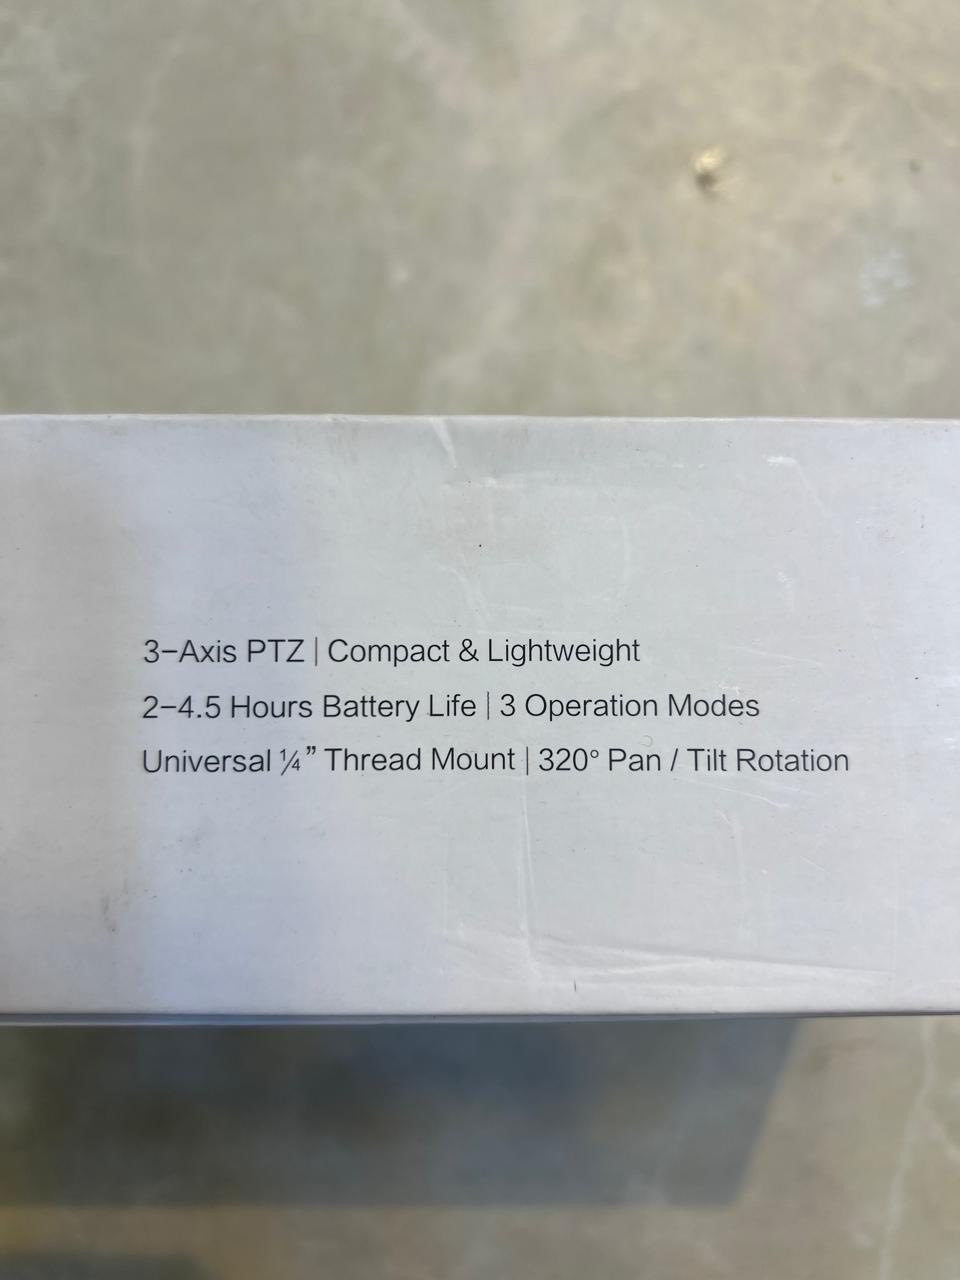 3-Axis PTZ | Compact & Lightweight
2-4.5 Hours Battery Life | 3 Operation Modes
Universal ¼” Thread Mount | 320° Pan / Tilt Rotation